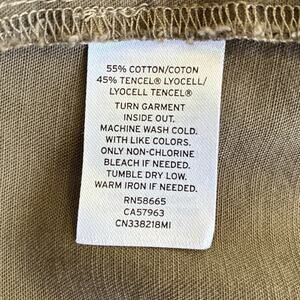 55% COTTON/COTON
45% TENCEL® LYOCELL/
LYOCELL TENCEL®
TURN GARMENT
INSIDE OUT.
MACHINE WASH COLD.
WITH LIKE COLORS.
ONLY NON-CHLORINE
BLEACH IF NEEDED.
TUMBLE DRY LOW.
WARM IRON IF NEEDED.
RN58665
CA57963
CN338218MI